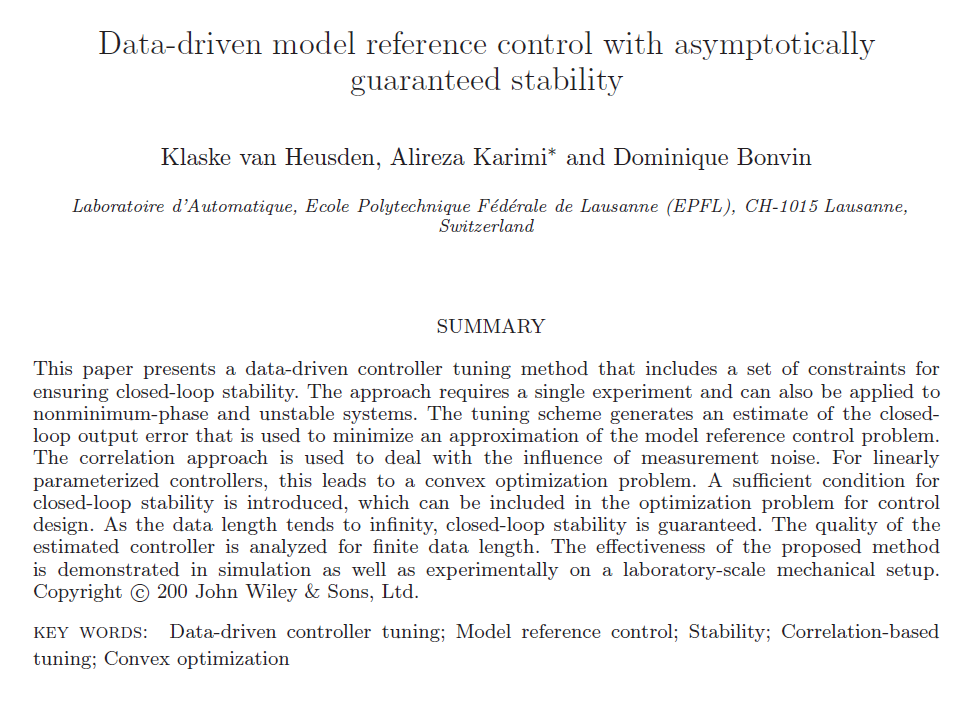 Data-driven model reference control with asymptotically
guaranteed stability
Klaske van Heusden, Alireza Karimi* and Dominique Bonvin
Laboratoire d'Automatique, Ecole Polytechnique Fédérale de Lausanne (EPFL), CH-1015 Lausanne,
Switzerland
SUMMARY
This paper presents a data-driven controller tuning method that includes a set of constraints for
ensuring closed-loop stability. The approach requires a single experiment and can also be applied to
nonminimum-phase and unstable systems. The tuning scheme generates an estimate of the closed-
loop output error that is used to minimize an approximation of the model reference control problem.
The correlation approach is used to deal with the influence of measurement noise. For linearly
parameterized controllers, this leads to a convex optimization problem. A sufficient condition for
closed-loop stability is introduced, which can be included in the optimization problem for control
design. As the data length tends to infinity, closed-loop stability is guaranteed. The quality of the
estimated controller is analyzed for finite data length. The effectiveness of the proposed method
is demonstrated in simulation as well as experimentally on a laboratory-scale mechanical setup.
Copyright © 200 John Wiley & Sons, Ltd.
KEY WORDS: Data-driven controller tuning; Model reference control; Stability; Correlation-based
tuning; Convex optimization